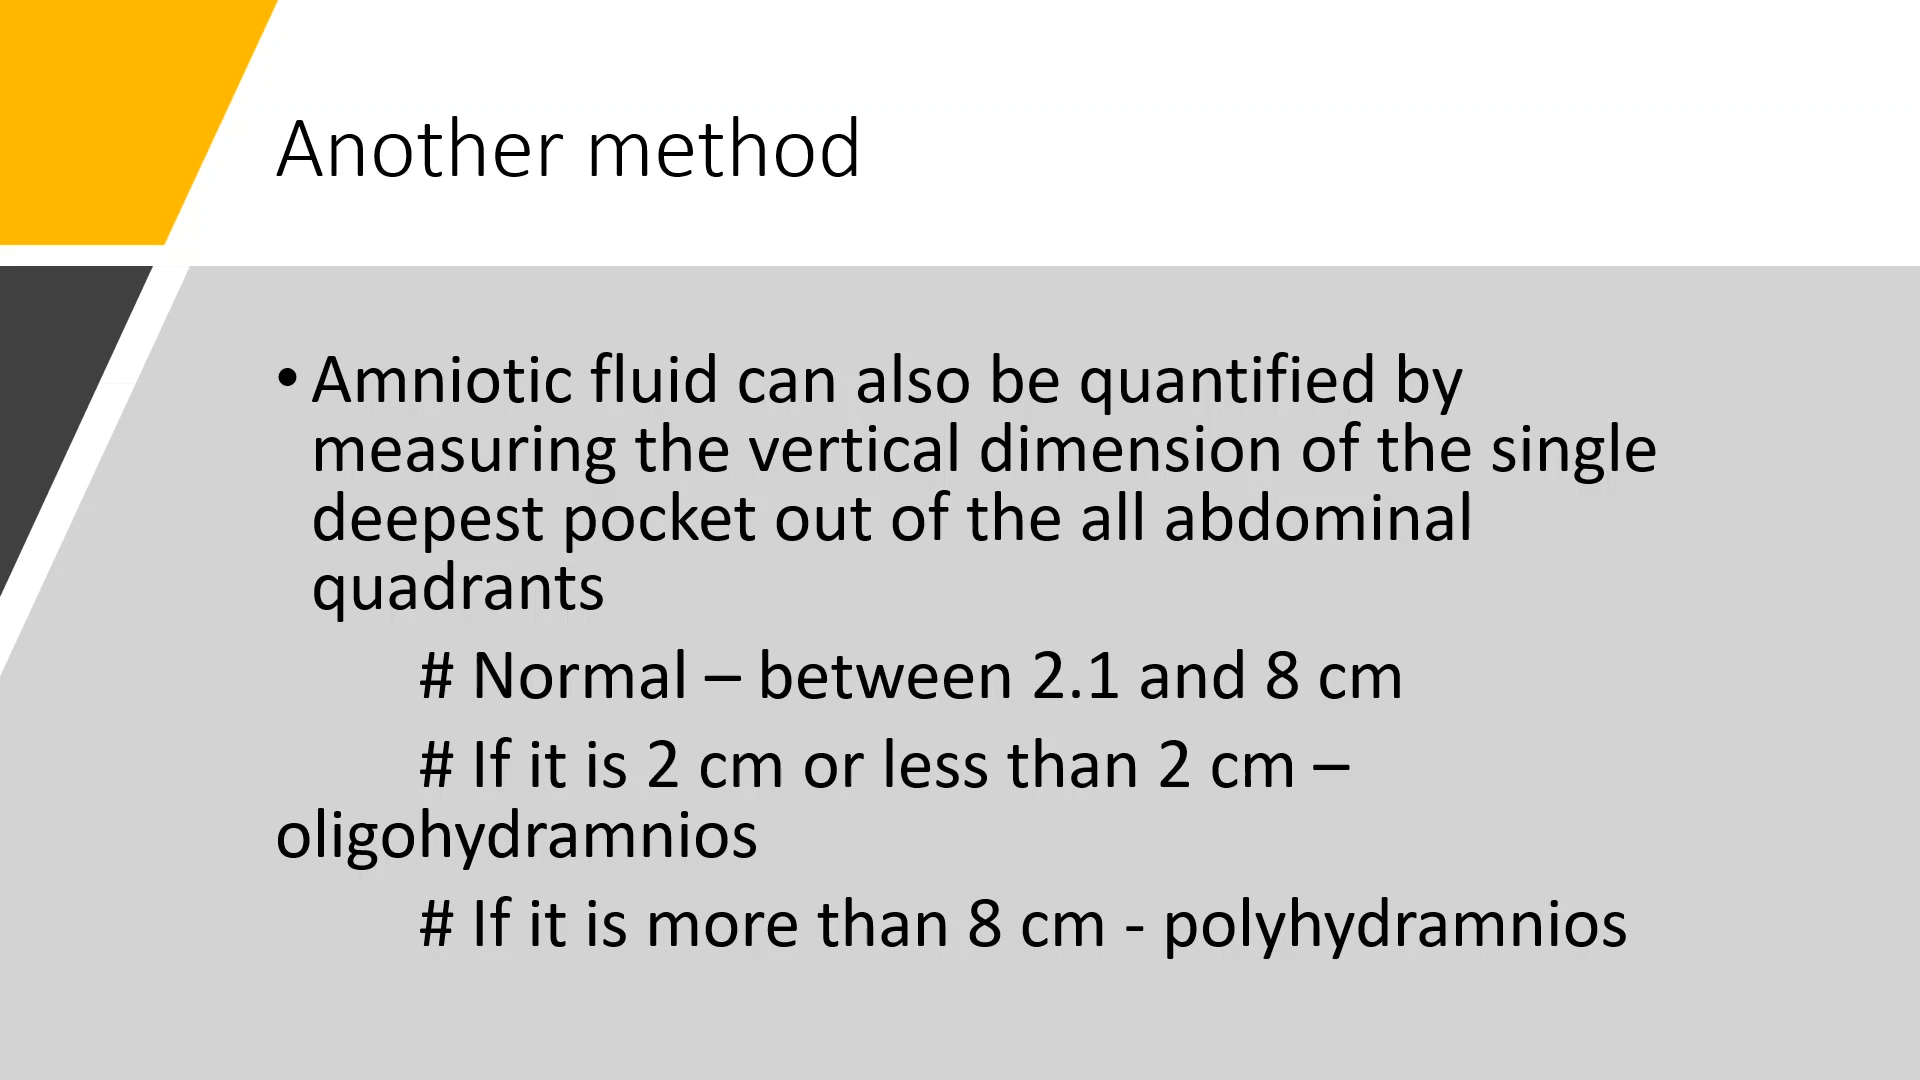 Another method
• Amniotic fluid can also be quantified by
measuring the vertical dimension of the single
deepest pocket out of the all abdominal
quadrants
# Normal – between 2.1 and 8 cm
# If it is 2 cm or less than 2 cm –
oligohydramnios
# If it is more than 8 cm - polyhydramnios